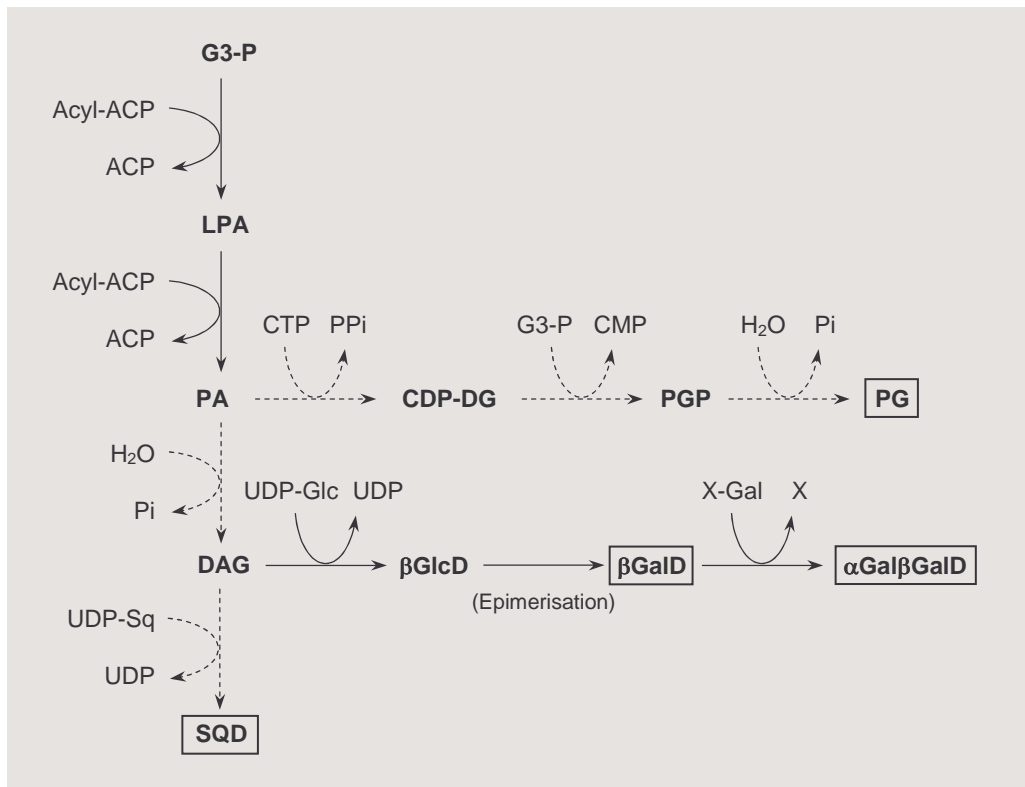 G3-P
Acyl-ACP
ACP
LPA
Acyl-ACP
ACP
CTP PPi
G3-P CMP
H₂O Pi
PA
CDP-DG
PGP
PG
H₂O
Pi
UDP-Glc UDP
X-Gal X
DAG
βGlcD
βGalD
αGalβGalD
(Epimerisation)
UDP-Sq
UDP
SQD